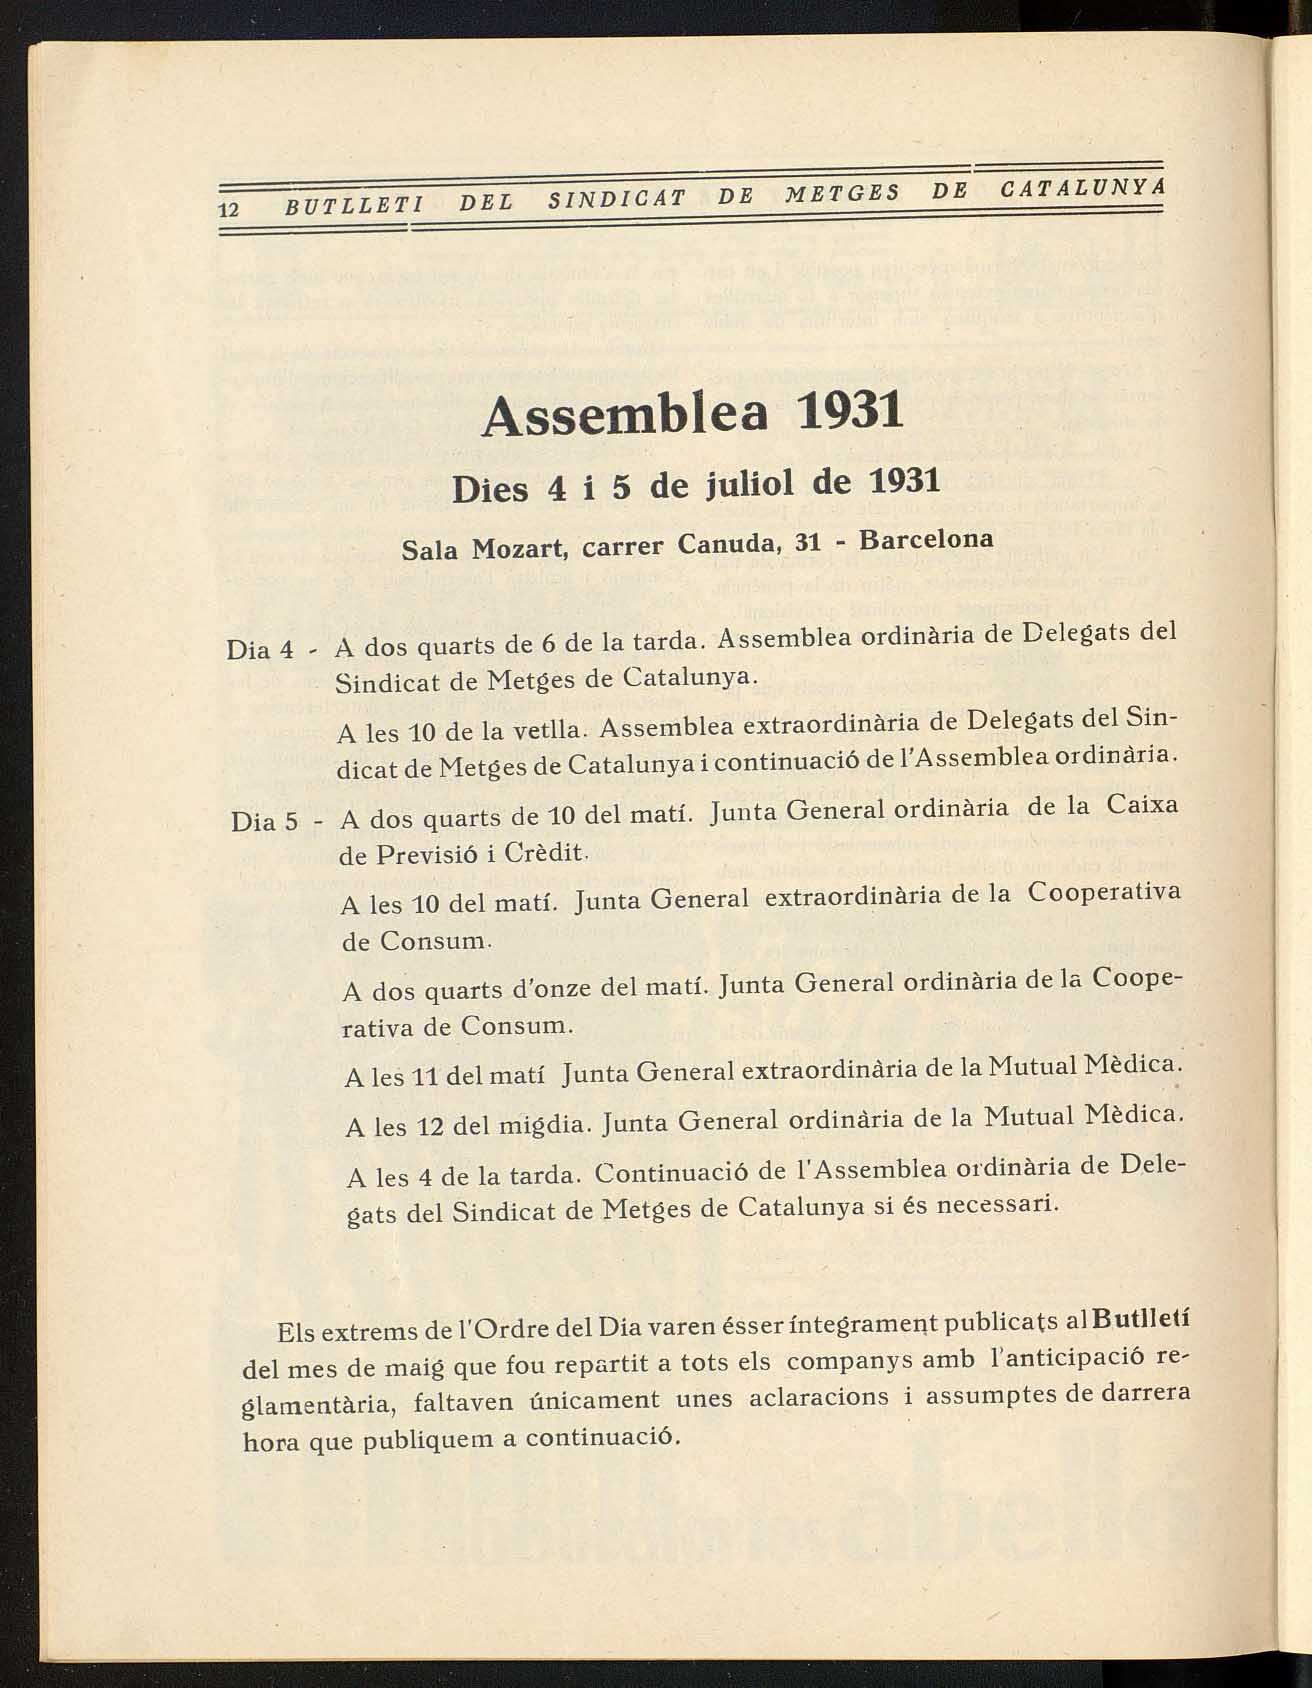 12 BUTLLETI DEL SINDICAT DE METGES DE CATALUNYA
Assemblea 1931
Dies 4 i 5 de juliol de 1931
Sala Mozart, carrer Canuda, 31 - Barcelona
Dia 4 - A dos quarts de 6 de la tarda. Assemblea ordinària de Delegats del
Sindicat de Metges de Catalunya.
A les 10 de la vetlla. Assemblea extraordinària de Delegats del Sin-
dicat de Metges de Catalunya i continuació de l'Assemblea ordinària.
Dia 5 - A dos quarts de 10 del matí. Junta General ordinària de la Caixa
de Previsió i Crèdit.
A les 10 del matí. Junta General extraordinària de la Cooperativa
de Consum.
A dos quarts d'onze del matí. Junta General ordinària de la Coope-
rativa de Consum.
A les 11 del matí Junta General extraordinària de la Mutual Mèdica.
A les 12 del migdia. Junta General ordinària de la Mutual Mèdica.
A les 4 de la tarda. Continuació de l'Assemblea ordinària de Dele-
gats del Sindicat de Metges de Catalunya si és necessari.
Els extrems de l'Ordre del Dia varen ésser íntegrament publicats al Butlletí
del mes de maig que fou repartit a tots els companys amb l'anticipació re-
glamentària, faltaven únicament unes aclaracions i assumptes de darrera
hora que publiquem a continuació.